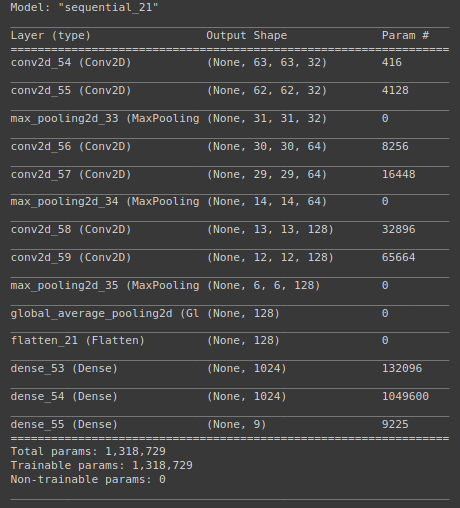 Model: "sequential_21"
Layer (type) Output Shape Param #
conv2d_54 (Conv2D) (None, 63, 63, 32) 416
conv2d_55 (Conv2D) (None, 62, 62, 32) 4128
max_pooling2d_33 (MaxPooling (None, 31, 31, 32) 0
conv2d_56 (Conv2D) (None, 30, 30, 64) 8256
conv2d_57 (Conv2D) (None, 29, 29, 64) 16448
max_pooling2d_34 (MaxPooling (None, 14, 14, 64) 0
conv2d_58 (Conv2D) (None, 13, 13, 128) 32896
conv2d_59 (Conv2D) (None, 12, 12, 128) 65664
max_pooling2d_35 (MaxPooling (None, 6, 6, 128) 0
global_average_pooling2d (Gl (None, 128) 0
flatten_21 (Flatten) (None, 128) 0
dense_53 (Dense) (None, 1024) 132096
dense_54 (Dense) (None, 1024) 1049600
dense_55 (Dense) (None, 9) 9225
Total params: 1,318,729
Trainable params: 1,318,729
Non-trainable params: 0